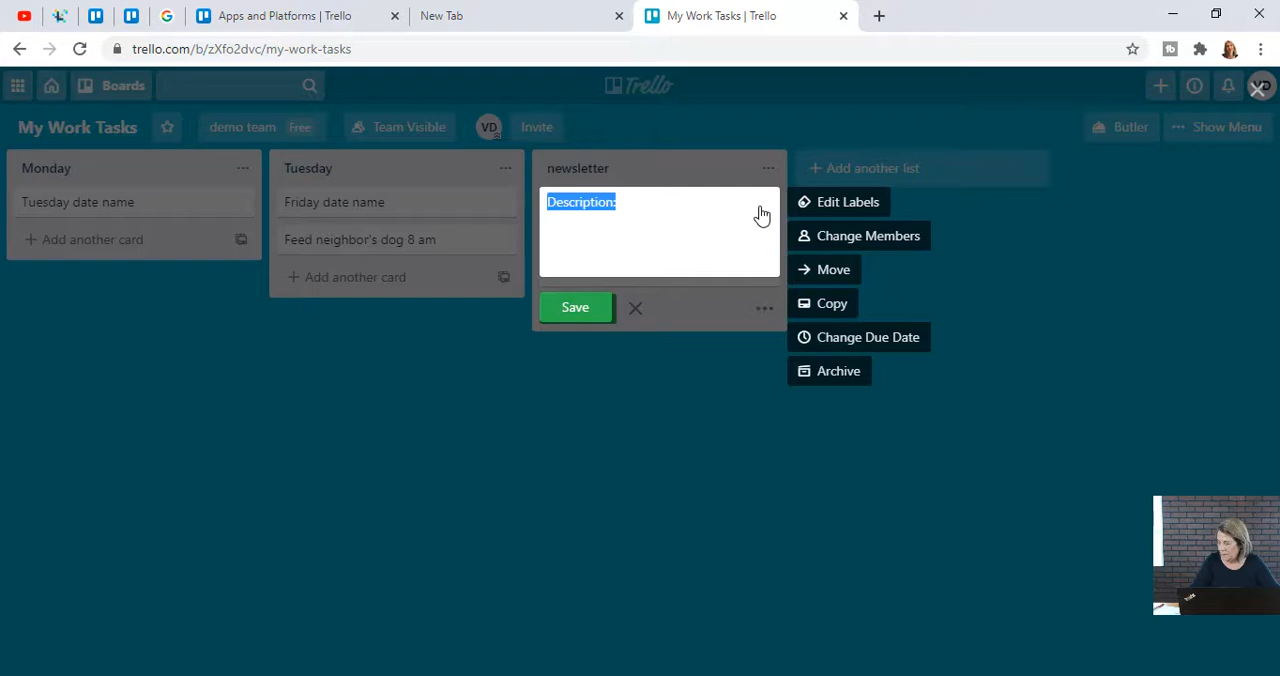 Apps and Platforms | Trello
New Tab
My Work Tasks | Trello
trello.com/b/zXfo2dvc/my-work-tasks
Boards
Trello
VD
My Work Tasks
demo team Free
Team Visible
VD
Invite
Butler
Show Menu
Monday
Tuesday date name
Add another card
Tuesday
Friday date name
Feed neighbor's dog 8 am
Add another card
newsletter
Description:
Save
Add another list
Edit Labels
Change Members
Move
Copy
Change Due Date
Archive